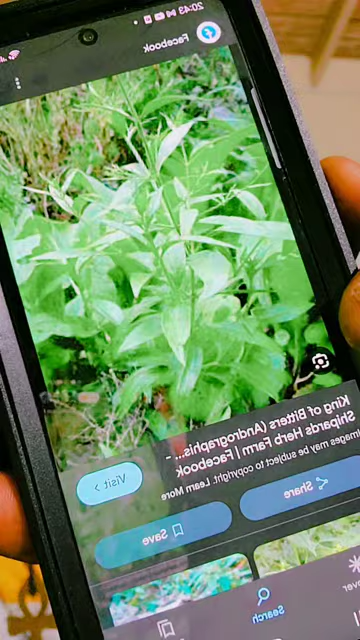 20:43
Facebook
King of Bitters (Andrographis... ~
Shiparda Herb Farm | Facebook
Images may be subject to copyright. Learn More
Visit >
Share
Save
Search